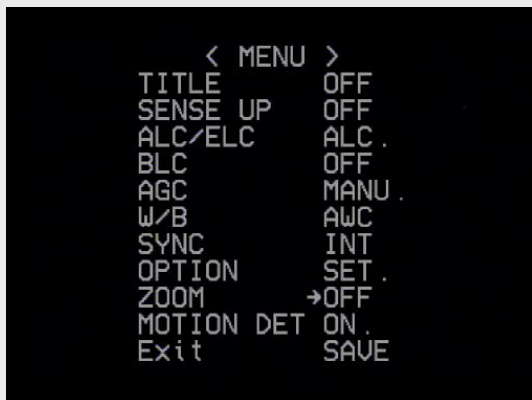 < MENU >
TITLE OFF
SENSE UP OFF
ALC/ELC ALC.
BLC OFF
AGC MANU.
W/B AWC
SYNC INT
OPTION SET.
ZOOM →OFF
MOTION DET ON.
Exit SAVE